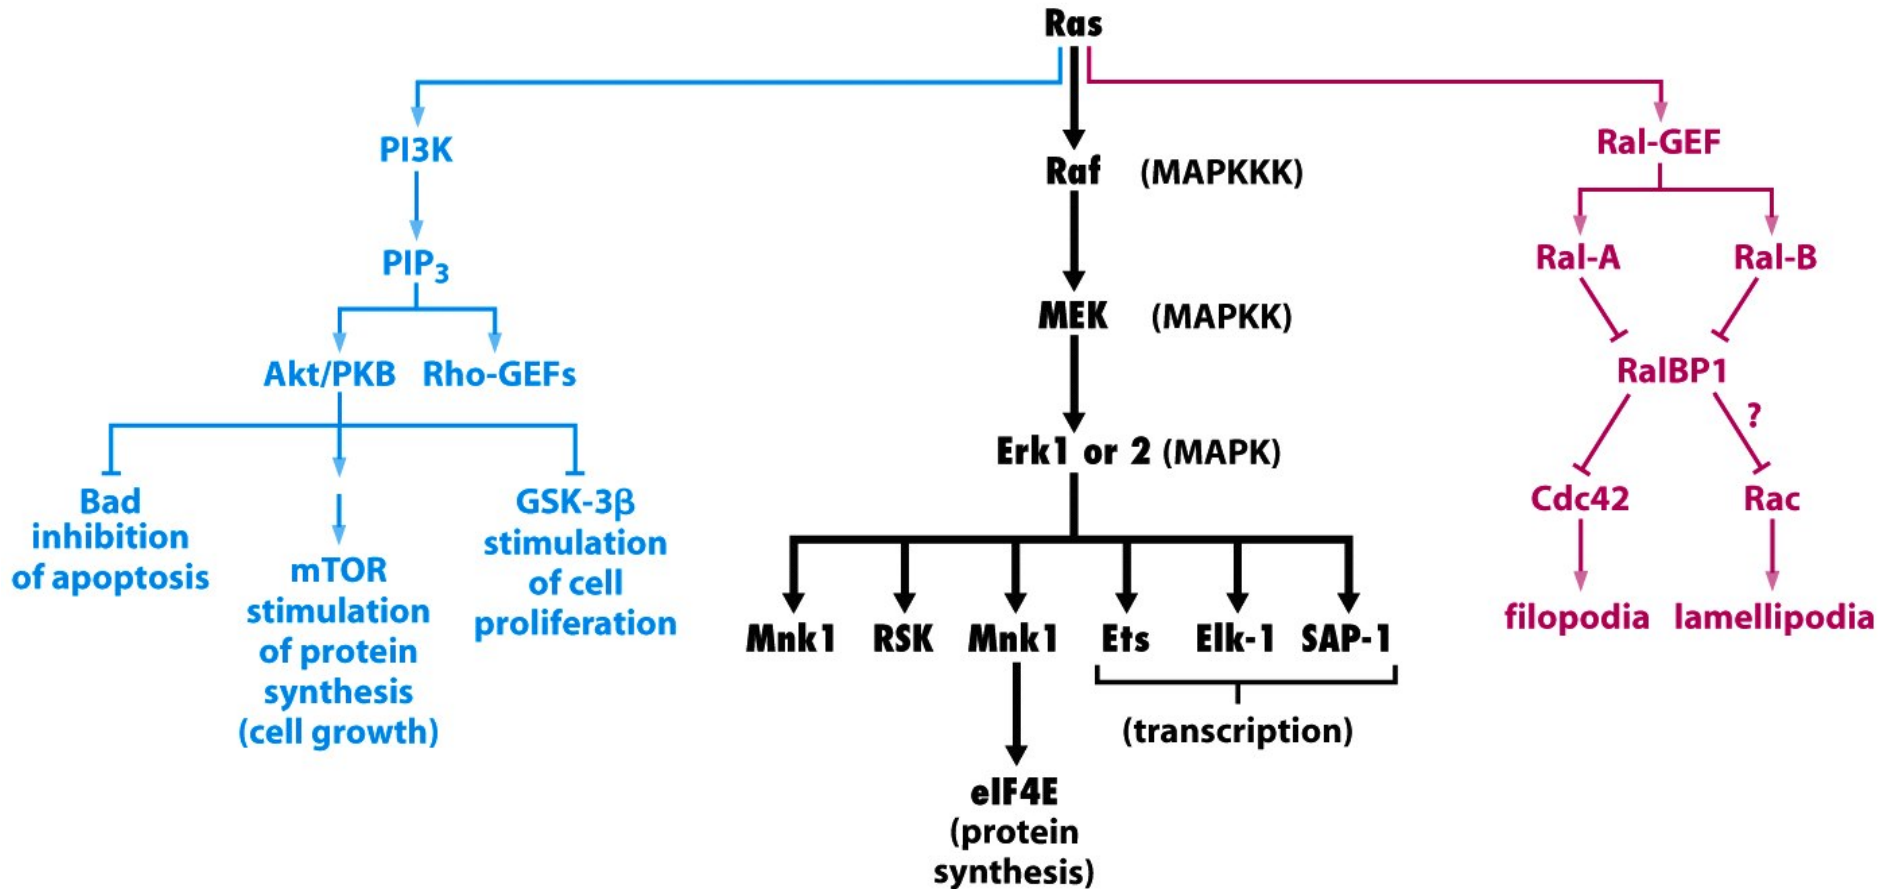 Ras
PI3K
PIP3
Akt/PKB
Rho-GEFs
Bad
inhibition
of apoptosis
mTOR
stimulation
of protein
synthesis
(cell growth)
GSK-3β
stimulation
of cell
proliferation
Raf (MAPKKK)
MEK (MAPKK)
Erk1 or 2 (MAPK)
Mnk1
RSK
Mnk1
Ets
Elk-1
SAP-1
(transcription)
eIF4E
(protein
synthesis)
Ral-GEF
Ral-A
Ral-B
RalBP1
?
Cdc42
Rac
filopodia
lamellipodia